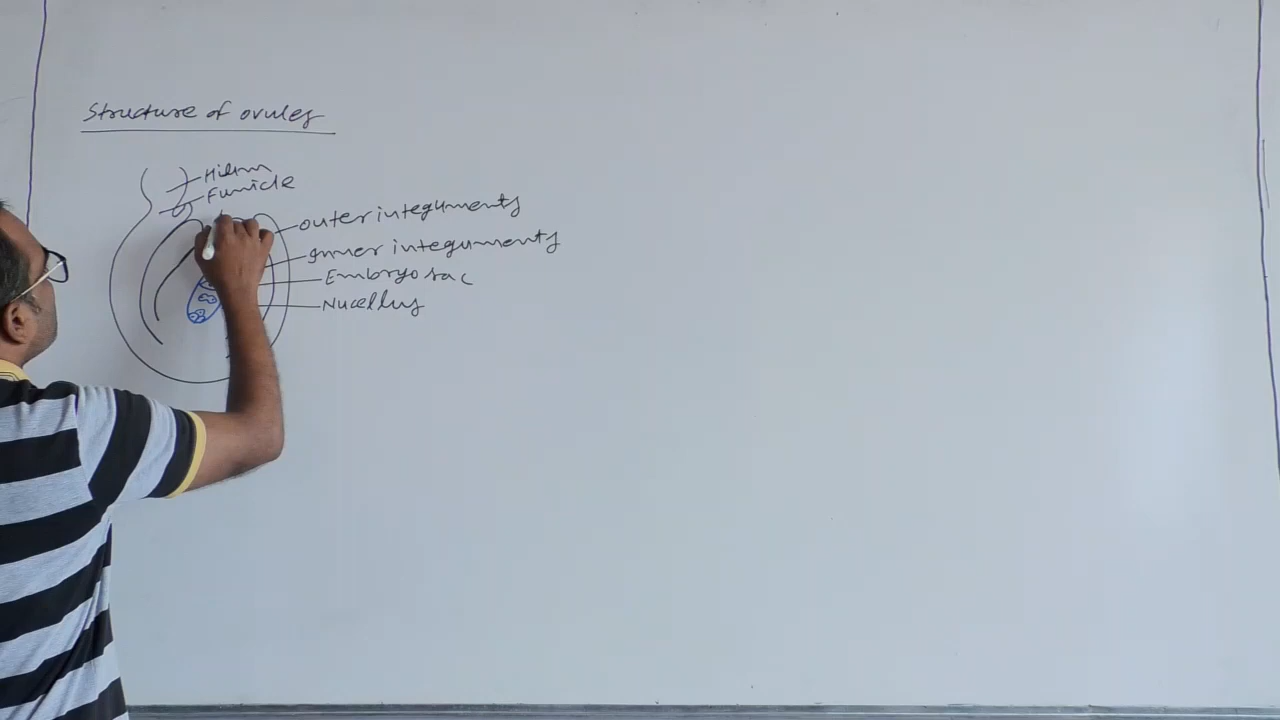 Structure of ovules
Hilum
Funicle
outer integuments
Inner integuments
Embryo sac
Nucellus